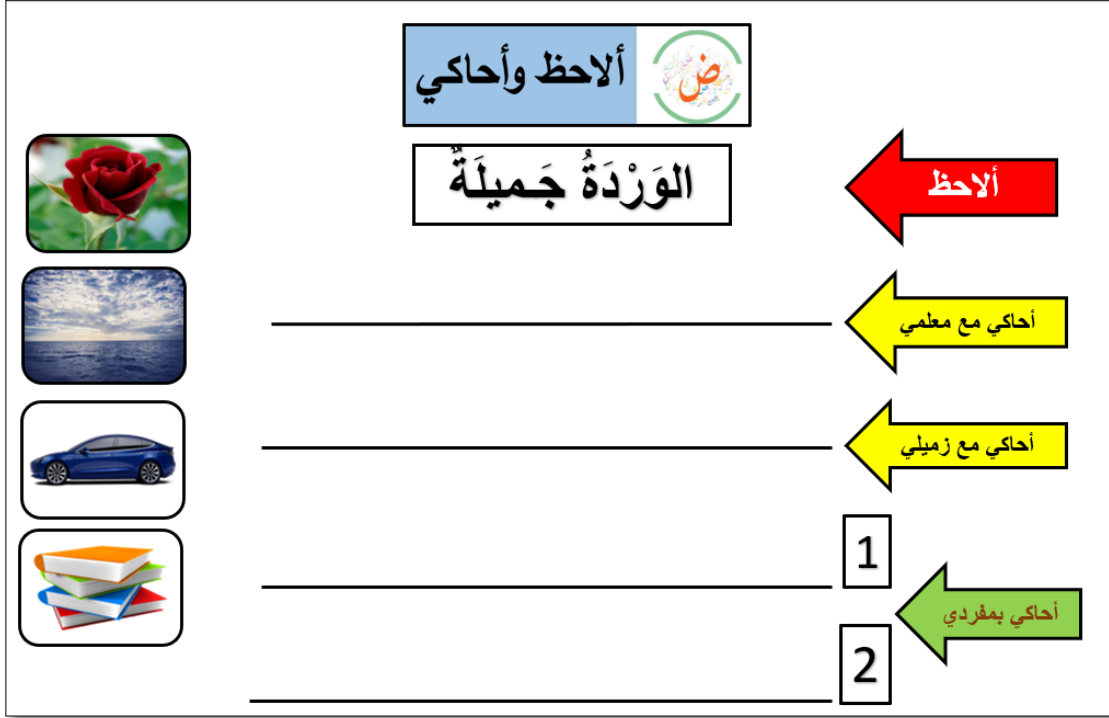 ألاحظ وأحاكي
ض
الوَرْدَةُ جَميلَةٌ
ألاحظ
أحاكي مع معلمي
أحاكي مع زميلي
1
أحاكي بمفردي
2